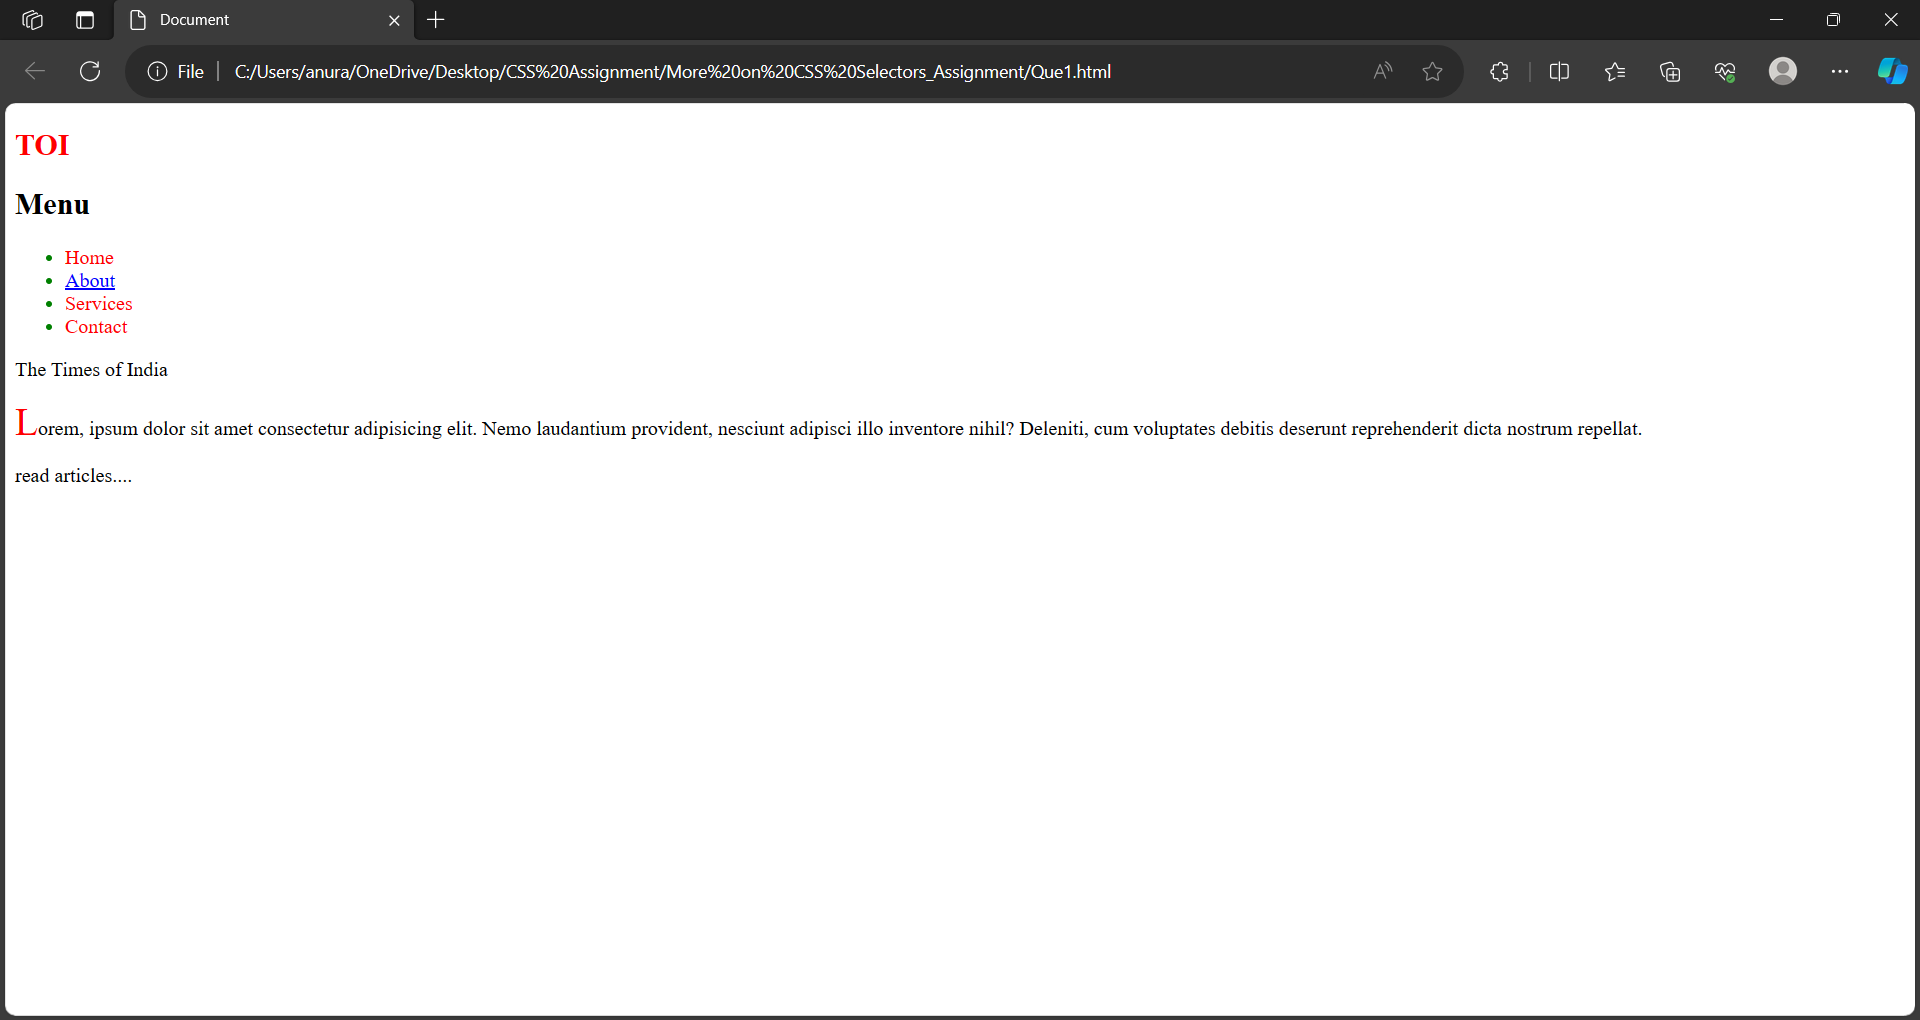 Document
File
C:/Users/anura/OneDrive/Desktop/CSS%20Assignment/More%20on%20CSS%20Selectors_Assignment/Que1.html
TOI
Menu
Home
About
Services
Contact
The Times of India
Lorem, ipsum dolor sit amet consectetur adipisicing elit. Nemo laudantium provident, nesciunt adipisci illo inventore nihil? Deleniti, cum voluptates debitis deserunt reprehenderit dicta nostrum repellat.
read articles....